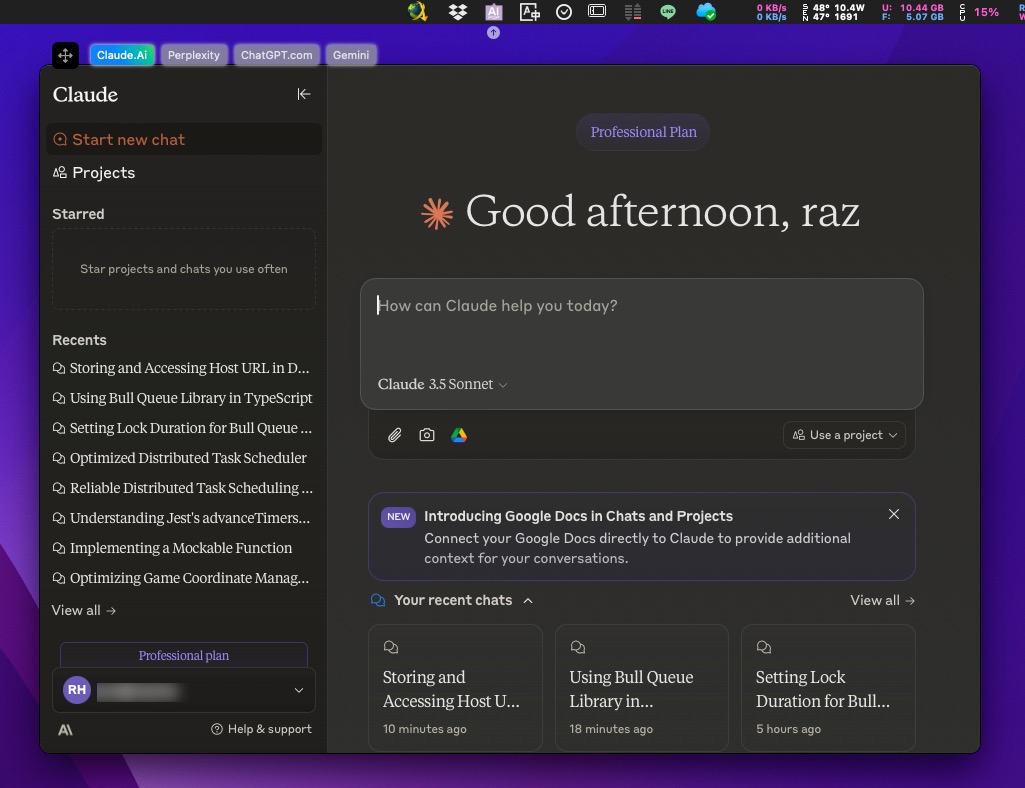 AI
A
LINE
0 KB/s
0 KB/s
SEN
48° 10.4W
47° 1691
U: 10.44 GB
F: 5.07 GB
CPU
15%
Claude.Ai
Perplexity
ChatGPT.com
Gemini
Claude
Start new chat
Projects
Starred
Star projects and chats you use often
Recents
Storing and Accessing Host URL in D...
Using Bull Queue Library in TypeScript
Setting Lock Duration for Bull Queue ...
Optimized Distributed Task Scheduler
Reliable Distributed Task Scheduling ...
Understanding Jest's advanceTimers...
Implementing a Mockable Function
Optimizing Game Coordinate Manag...
View all →
Professional plan
RH
Help & support
Professional Plan
Good afternoon, raz
How can Claude help you today?
Claude 3.5 Sonnet
Use a project
NEW
Introducing Google Docs in Chats and Projects
Connect your Google Docs directly to Claude to provide additional
context for your conversations.
Your recent chats
View all →
Storing and
Accessing Host U...
10 minutes ago
Using Bull Queue
Library in...
18 minutes ago
Setting Lock
Duration for Bull...
5 hours ago